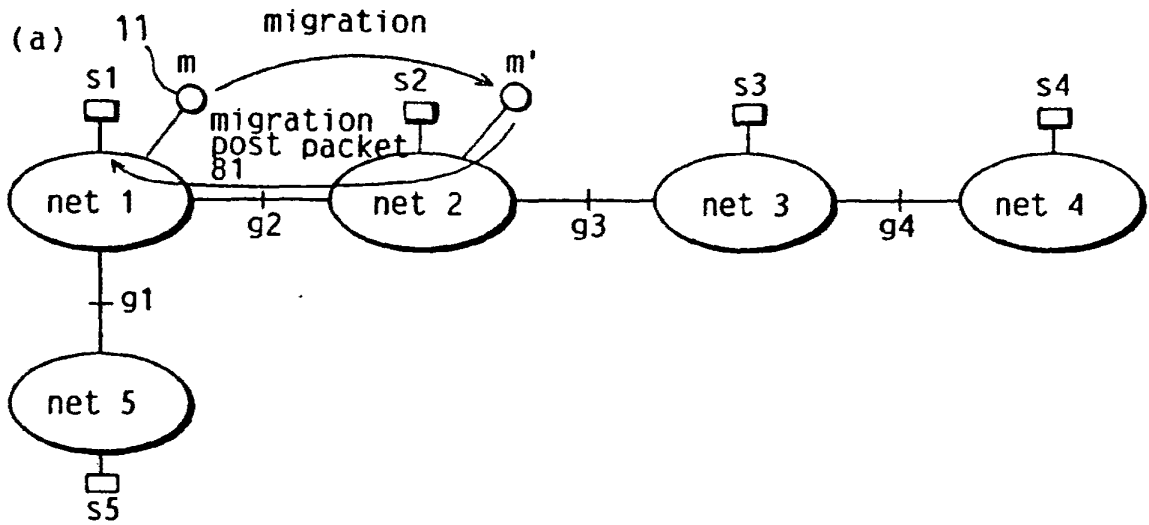 (a)
11
migration
m
m'
s1
s2
s3
s4
migration
post packet
81
net 1
net 2
net 3
net 4
g2
g3
g4
g1
net 5
s5